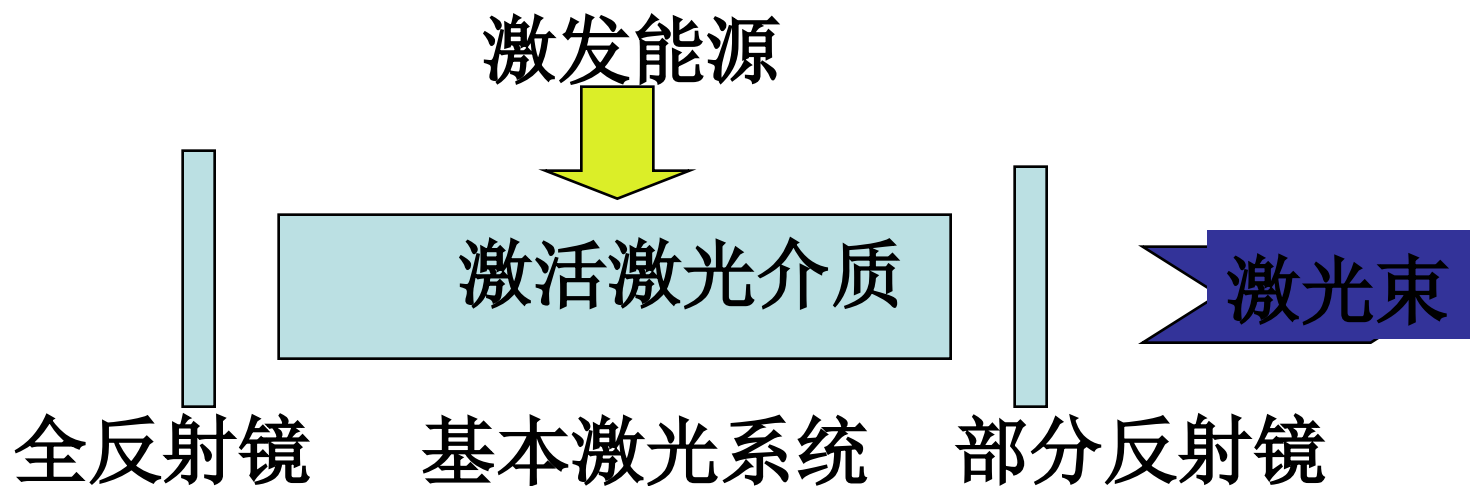 激发能源
激活激光介质
激光束
全反射镜
基本激光系统
部分反射镜